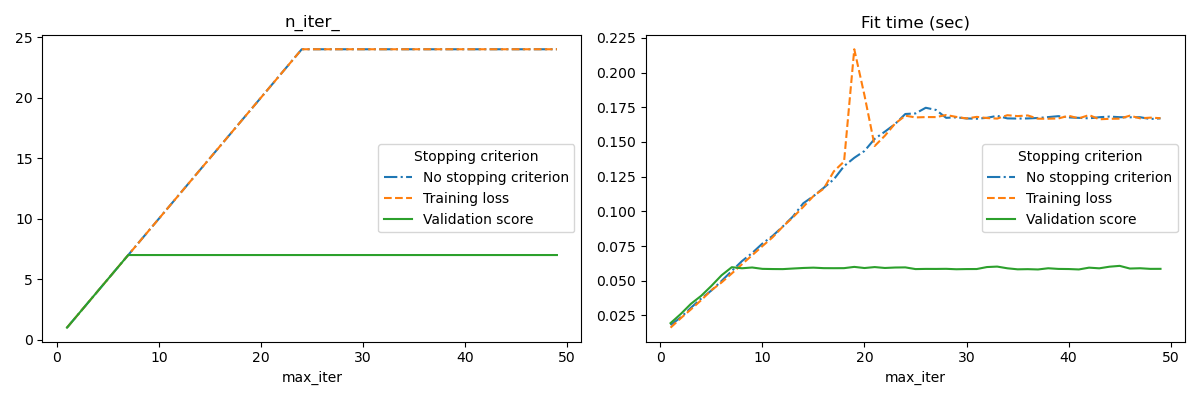 n_iter_
25
20
15
10
5
0
0
10
20
30
40
50
max_iter
Stopping criterion
No stopping criterion
Training loss
Validation score
Fit time (sec)
0.225
0.200
0.175
0.150
0.125
0.100
0.075
0.050
0.025
0
10
20
30
40
50
max_iter
Stopping criterion
No stopping criterion
Training loss
Validation score